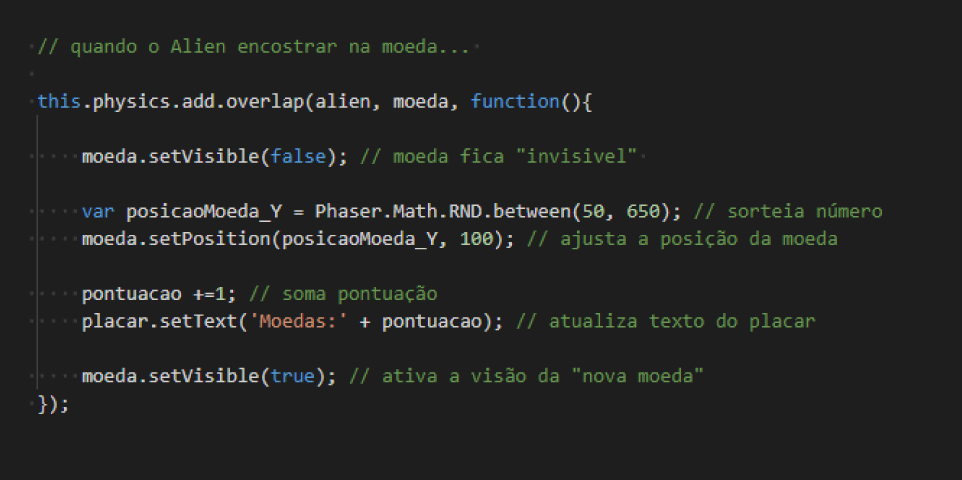 // quando o Alien encostrar na moeda...
this.physics.add.overlap(alien, moeda, function(){
moeda.setVisible(false); // moeda fica "invisivel"
var posicaoMoeda_Y = Phaser.Math.RND.between(50, 650); // sorteia número
moeda.setPosition(posicaoMoeda_Y, 100); // ajusta a posição da moeda
pontuacao +=1; // soma pontuação
placar.setText('Moedas:' + pontuacao); // atualiza texto do placar
moeda.setVisible(true); // ativa a visão da "nova moeda"
});